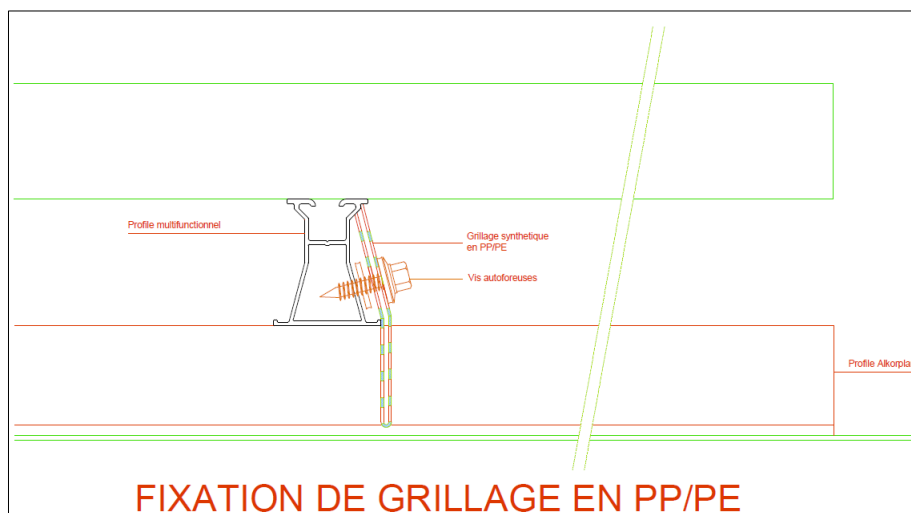 Profile multifunctionnel
Grillage synthetique
en PP/PE
Vis autoforeuses
Profile Alkorpla
FIXATION DE GRILLAGE EN PP/PE